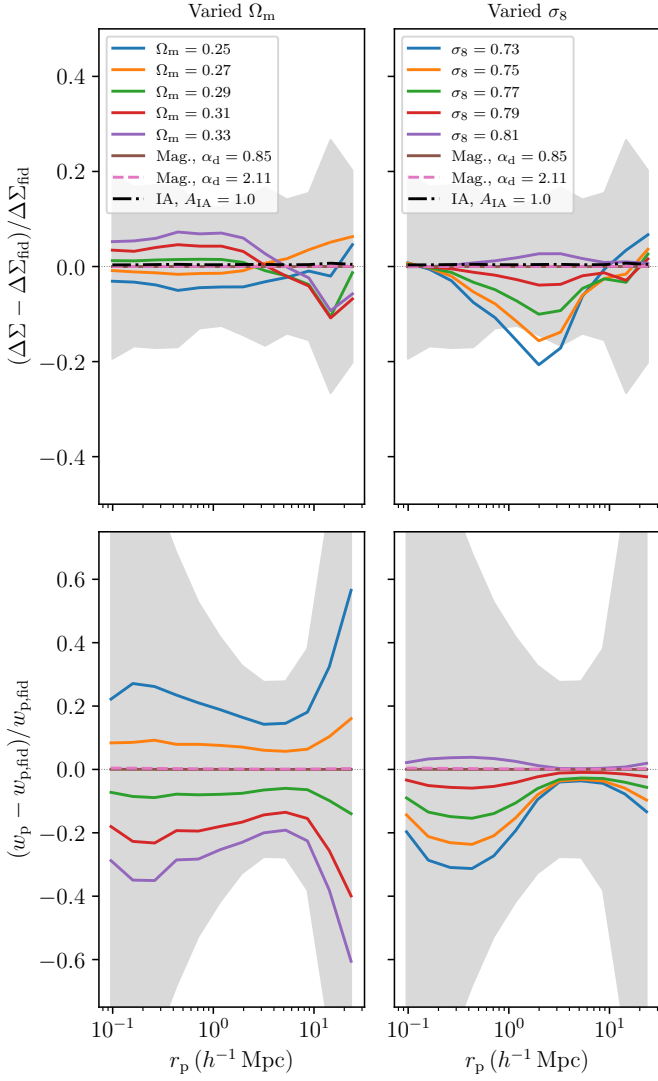 Varied Ωm
Varied σ8
Ωm = 0.25
Ωm = 0.27
Ωm = 0.29
Ωm = 0.31
Ωm = 0.33
Mag., αd = 0.85
Mag., αd = 2.11
IA, AIA = 1.0
σ8 = 0.73
σ8 = 0.75
σ8 = 0.77
σ8 = 0.79
σ8 = 0.81
Mag., αd = 0.85
Mag., αd = 2.11
IA, AIA = 1.0
(ΔΣ − ΔΣfid)/ΔΣfid
0.4
0.2
0.0
−0.2
−0.4
(wp − wp,fid)/wp,fid
0.6
0.4
0.2
0.0
−0.2
−0.4
−0.6
10⁻¹ 10⁰ 10¹
10⁻¹ 10⁰ 10¹
rp (h⁻¹ Mpc)
rp (h⁻¹ Mpc)